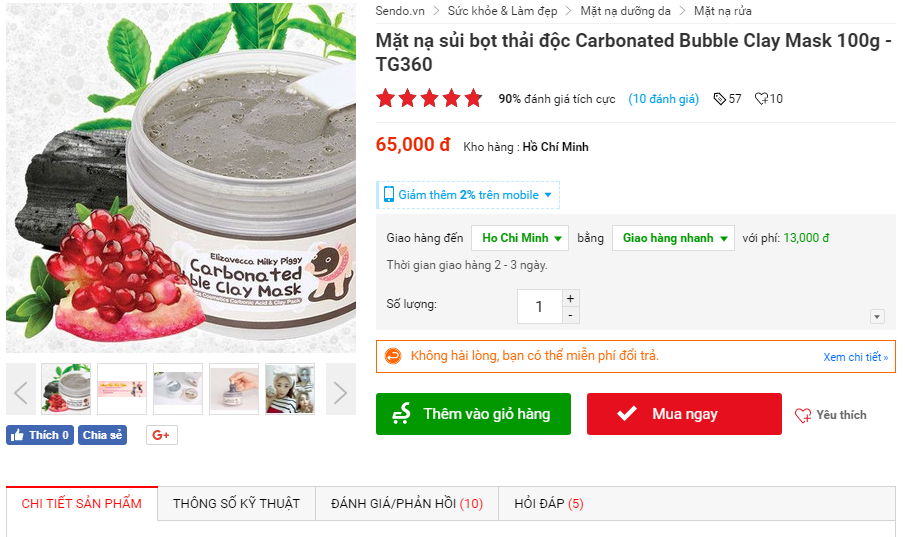 Sendo.vn
Sức khỏe & Làm đẹp
Mặt nạ dưỡng da
Mặt nạ rửa
Mặt nạ sủi bọt thải độc Carbonated Bubble Clay Mask 100g -
TG360
90% đánh giá tích cực (10 đánh giá) 57 10
65,000 đ Kho hàng : Hồ Chí Minh
Giảm thêm 2% trên mobile
Giao hàng đến Ho Chi Minh bằng Giao hàng nhanh với phí: 13,000 đ
Thời gian giao hàng 2 - 3 ngày.
Số lượng: 1 + -
Không hài lòng, bạn có thể miễn phí đổi trả. Xem chi tiết »
Thêm vào giỏ hàng
Mua ngay
Yêu thích
Elizavecca Milky Piggy
Carbonated
ble Clay Mask
Carbonic Acid & Clay Pack
Thích 0
Chia sẻ
G+
CHI TIẾT SẢN PHẨM
THÔNG SỐ KỸ THUẬT
ĐÁNH GIÁ/PHẢN HỒI (10)
HỎI ĐÁP (5)